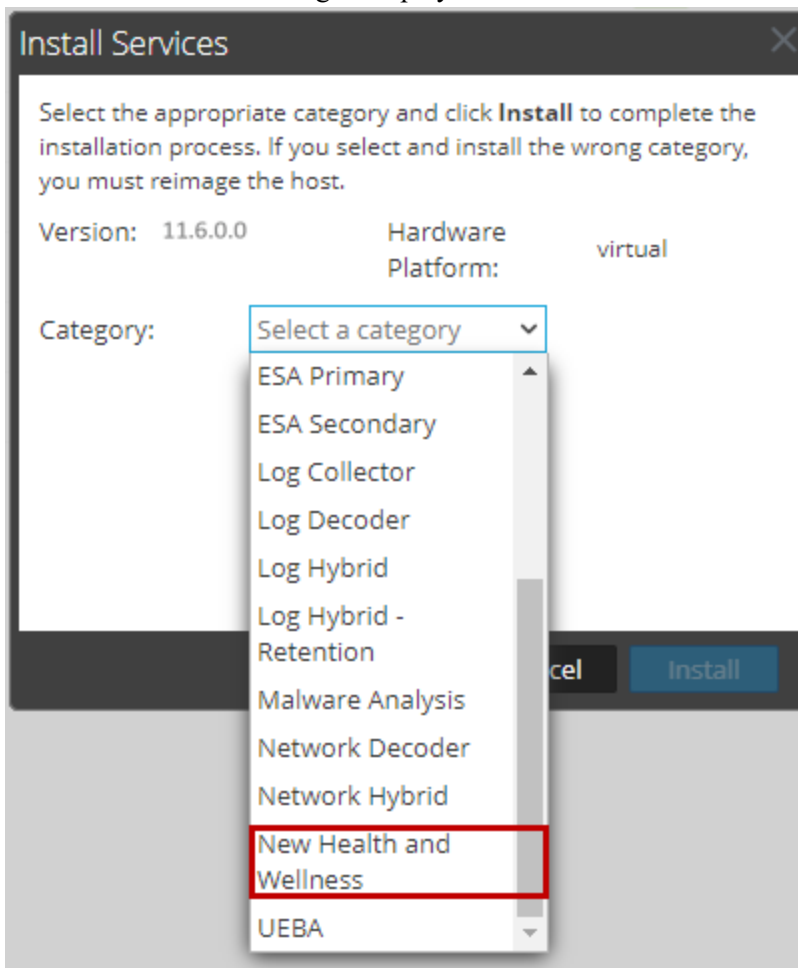 Install Services
Select the appropriate category and click Install to complete the
installation process. If you select and install the wrong category,
you must reimage the host.
Version: 11.6.0.0 Hardware
Platform: virtual
Category: Select a category
ESA Primary
ESA Secondary
Log Collector
Log Decoder
Log Hybrid
Log Hybrid -
Retention
cel Install
Malware Analysis
Network Decoder
Network Hybrid
New Health and
Wellness
UEBA